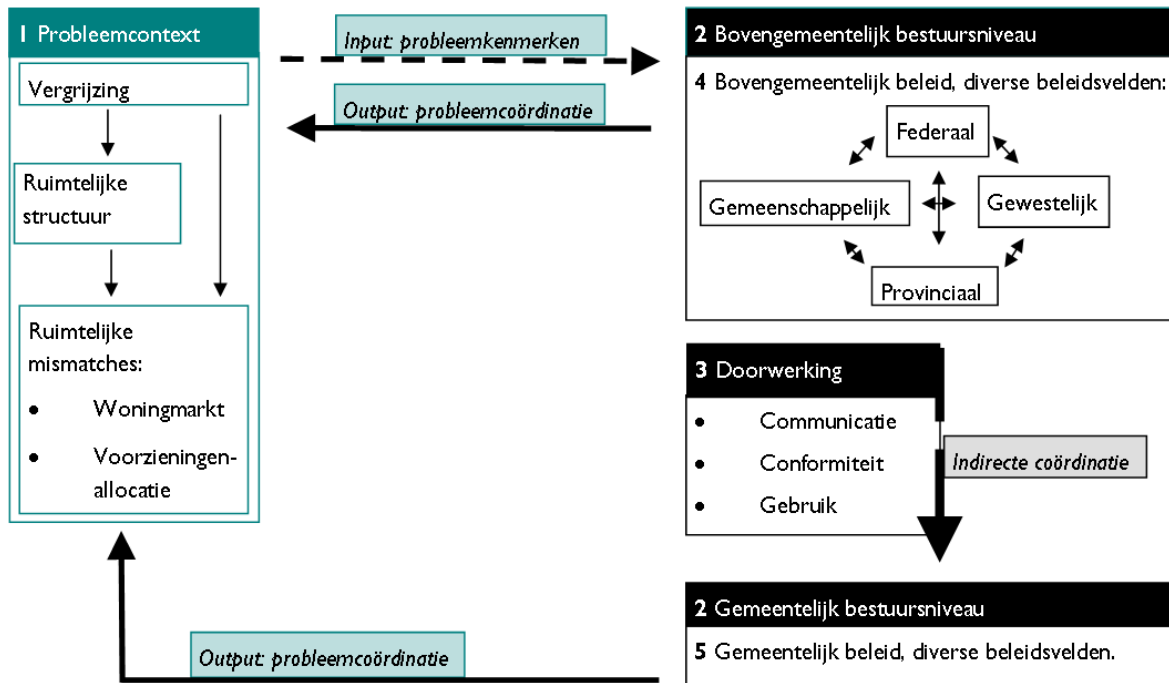 1 Probleemcontext
Vergrijzing
Ruimtelijke
structuur
Ruimtelijke
mismatches:
• Woningmarkt
• Voorzieningen-
allocatie
Input: probleemkenmerken
Output: probleemcoördinatie
2 Bovengemeentelijk bestuursniveau
4 Bovengemeentelijk beleid, diverse beleidsvelden:
Federaal
Gemeenschappelijk
Gewestelijk
Provinciaal
3 Doorwerking
• Communicatie
• Conformiteit
• Gebruik
Indirecte coördinatie
2 Gemeentelijk bestuursniveau
5 Gemeentelijk beleid, diverse beleidsvelden.
Output: probleemcoördinatie